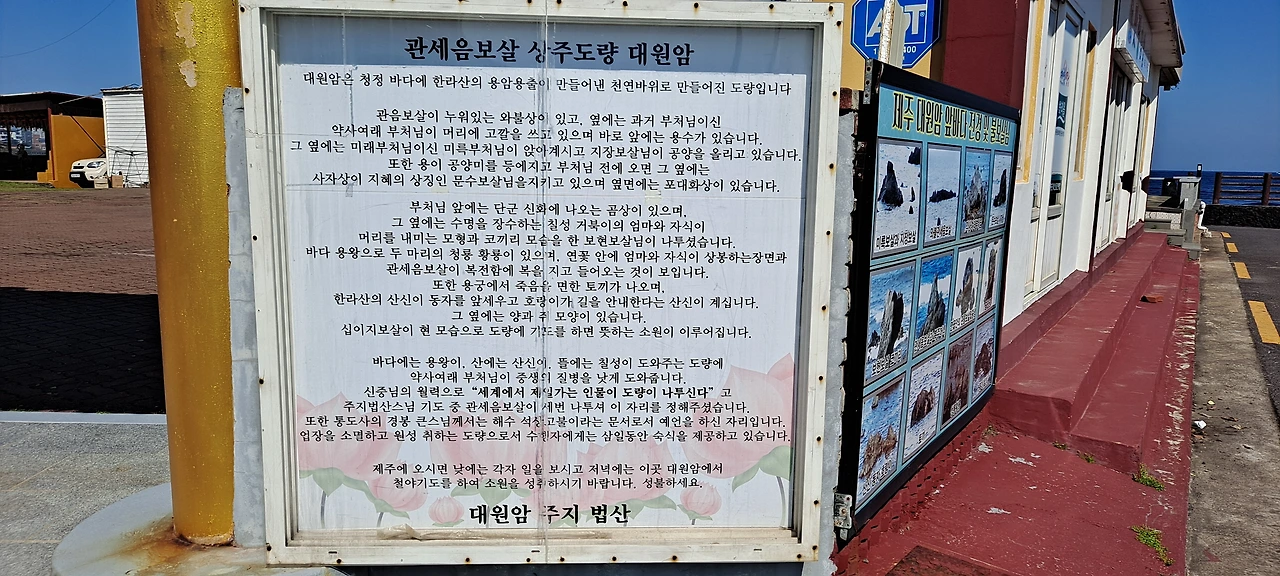 관세음보살 상주도량 대원암
대원암은 청정 바다에 한라산의 용암용출이 만들어낸 천연바위로 만들어진 도량입니다
관음보살이 누워있는 와불상이 있고, 옆에는 과거 부처님이신
약사여래 부처님이 머리에 고깔을 쓰고 있으며 바로 앞에는 용수가 있습니다.
그 옆에는 미래부처님이신 미륵부처님이 앉아계시고 지장보살님이 공양을 올리고 있습니다.
또한 용이 공양미를 등에지고 부처님 전에 오면 그 옆에는
사자상이 지혜의 상징인 문수보살님을지키고 있으며 옆면에는 포대화상이 있습니다.
부처님 앞에는 단군 신화에 나오는 곰상이 있으며,
그 옆에는 수명을 장수하는 칠성 거북이의 엄마와 자식이
머리를 내미는 모형과 코끼리 모습을 한 보현보살님이 나투셨습니다.
바다 용왕으로 두 마리의 청룡 황룡이 있으며, 연꽃 안에 엄마와 자식이 상봉하는장면과
관세음보살이 복전함에 복을 지고 들어오는 것이 보입니다.
또한 용궁에서 죽음을 면한 토끼가 나오며,
한라산의 산신이 동자를 앞세우고 호랑이가 길을 안내한다는 산신이 계십니다.
그 옆에는 양과 쥐 모양이 있습니다.
십이지보살이 현 모습으로 도량에 기도를 하면 뜻하는 소원이 이루어집니다.
바다에는 용왕이, 산에는 산신이, 뜰에는 칠성이 도와주는 도량에
약사여래 부처님이 중생의 질병을 낫게 도와줍니다.
신중님의 원력으로 "세계에서 제일가는 인물이 도량이 나투신다" 고
주지법산스님 기도 중 관세음보살이 세번 나투셔 이 자리를 정해주셨습니다.
또한 통도사의 경봉 큰스님께서는 해수 석상고불이라는 문서로서 예언을 하신 자리입니다.
업장을 소멸하고 원성 취하는 도량으로서 수행자에게는 삼일동안 숙식을 제공하고 있습니다.
제주에 오시면 낮에는 각자 일을 보시고 저녁에는 이곳 대원암에서
철야기도를 하여 소원을 성취하시기 바랍니다. 성불하세요.
대원암 주지 법산
제주 대원암 앞바다 전경 및 불보살님
미륵보살과 지장보살